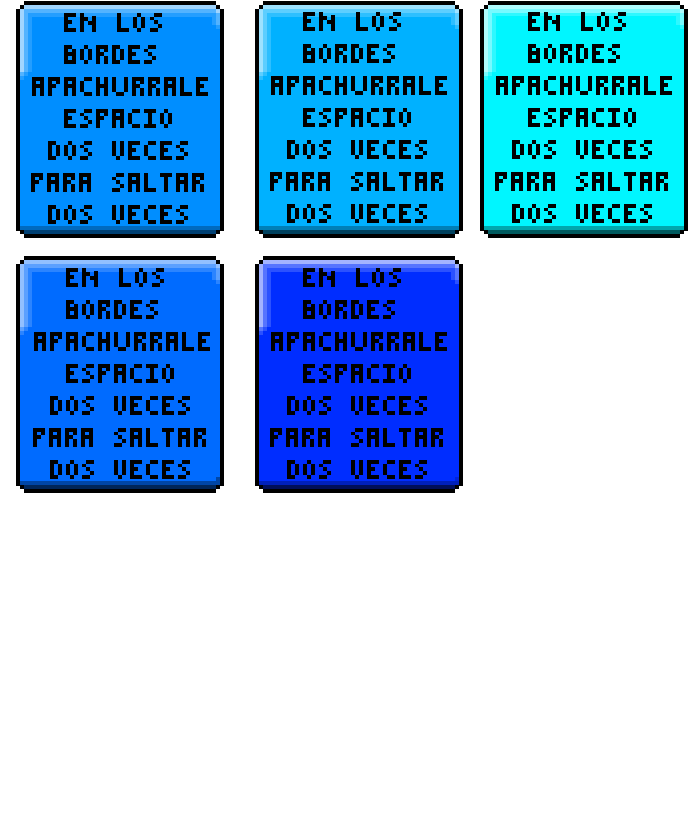 EN LOS
BORDES
APACHURRALE
ESPACIO
DOS VECES
PARA SALTAR
DOS VECES
EN LOS
BORDES
APACHURRALE
ESPACIO
DOS VECES
PARA SALTAR
DOS VECES
EN LOS
BORDES
APACHURRALE
ESPACIO
DOS VECES
PARA SALTAR
DOS VECES
EN LOS
BORDES
APACHURRALE
ESPACIO
DOS VECES
PARA SALTAR
DOS VECES
EN LOS
BORDES
APACHURRALE
ESPACIO
DOS VECES
PARA SALTAR
DOS VECES